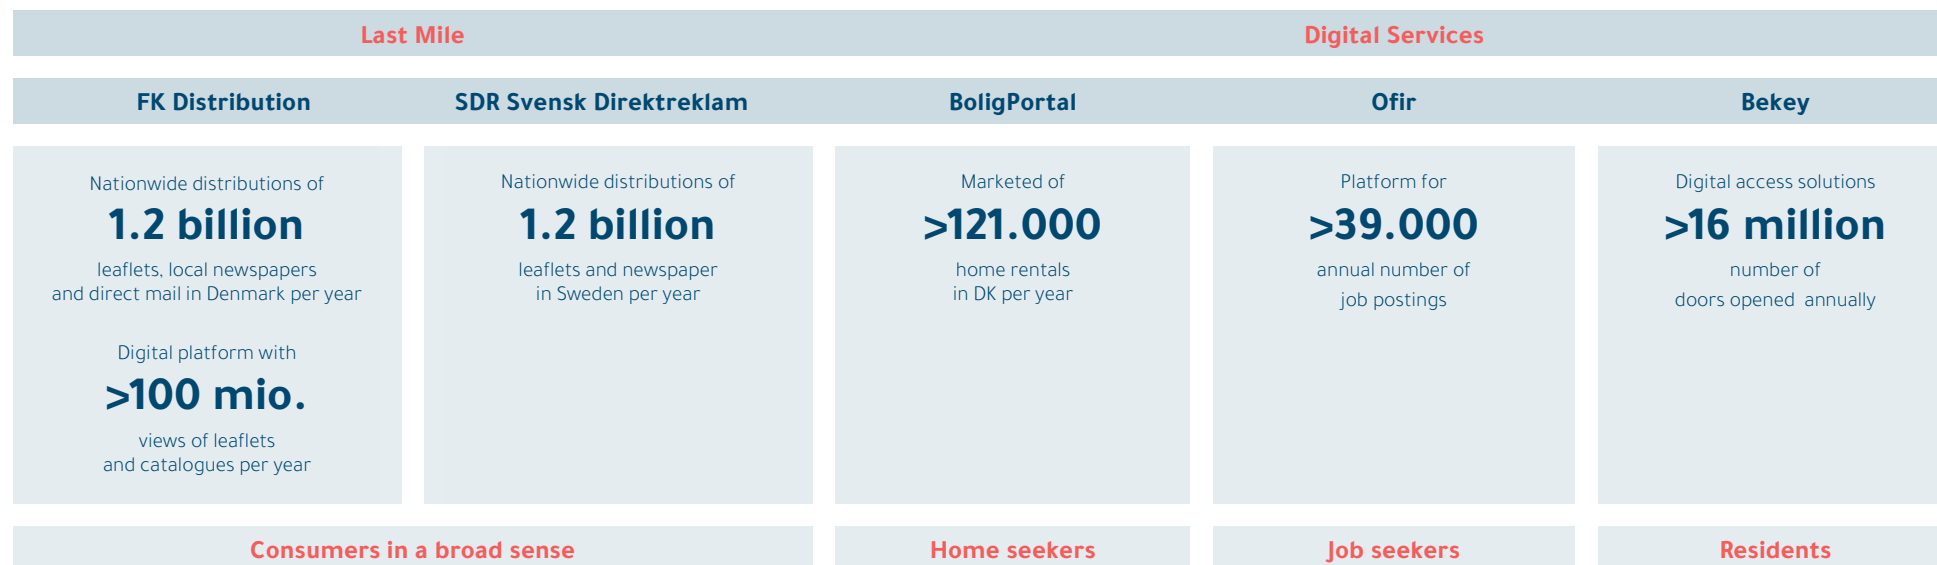 Last Mile
Digital Services
FK Distribution
SDR Svensk Direktreklam
BoligPortal
Ofir
Bekey
Nationwide distributions of
1.2 billion
leaflets, local newspapers
and direct mail in Denmark per year
Digital platform with
>100 mio.
views of leaflets
and catalogues per year
Nationwide distributions of
1.2 billion
leaflets and newspaper
in Sweden per year
Marketed of
>121.000
home rentals
in DK per year
Platform for
>39.000
annual number of
job postings
Digital access solutions
>16 million
number of
doors opened annually
Consumers in a broad sense
Home seekers
Job seekers
Residents